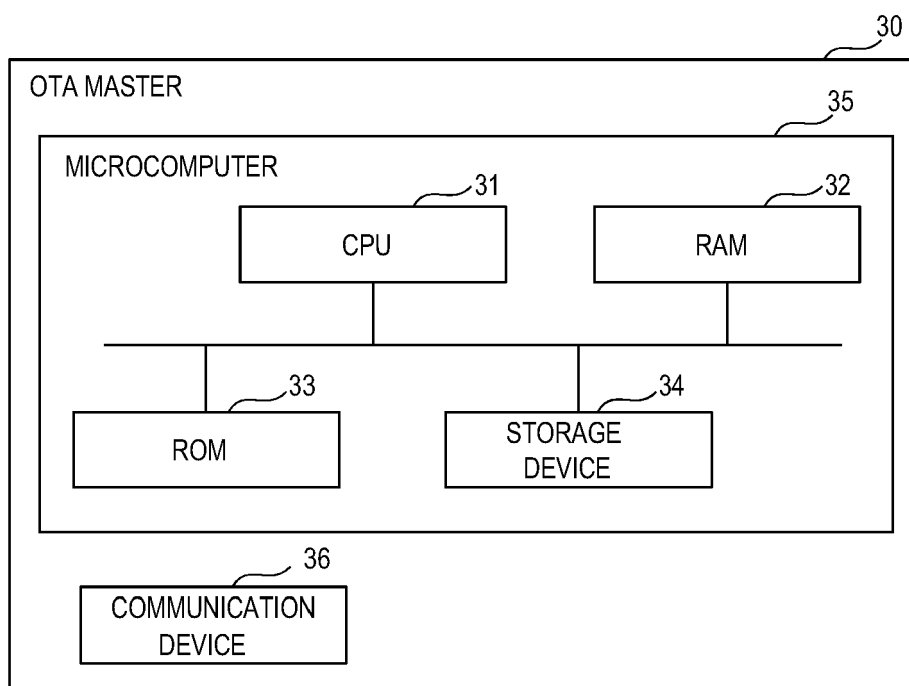 30
OTA MASTER
35
MICROCOMPUTER
31
CPU
32
RAM
33
ROM
34
STORAGE
DEVICE
36
COMMUNICATION
DEVICE